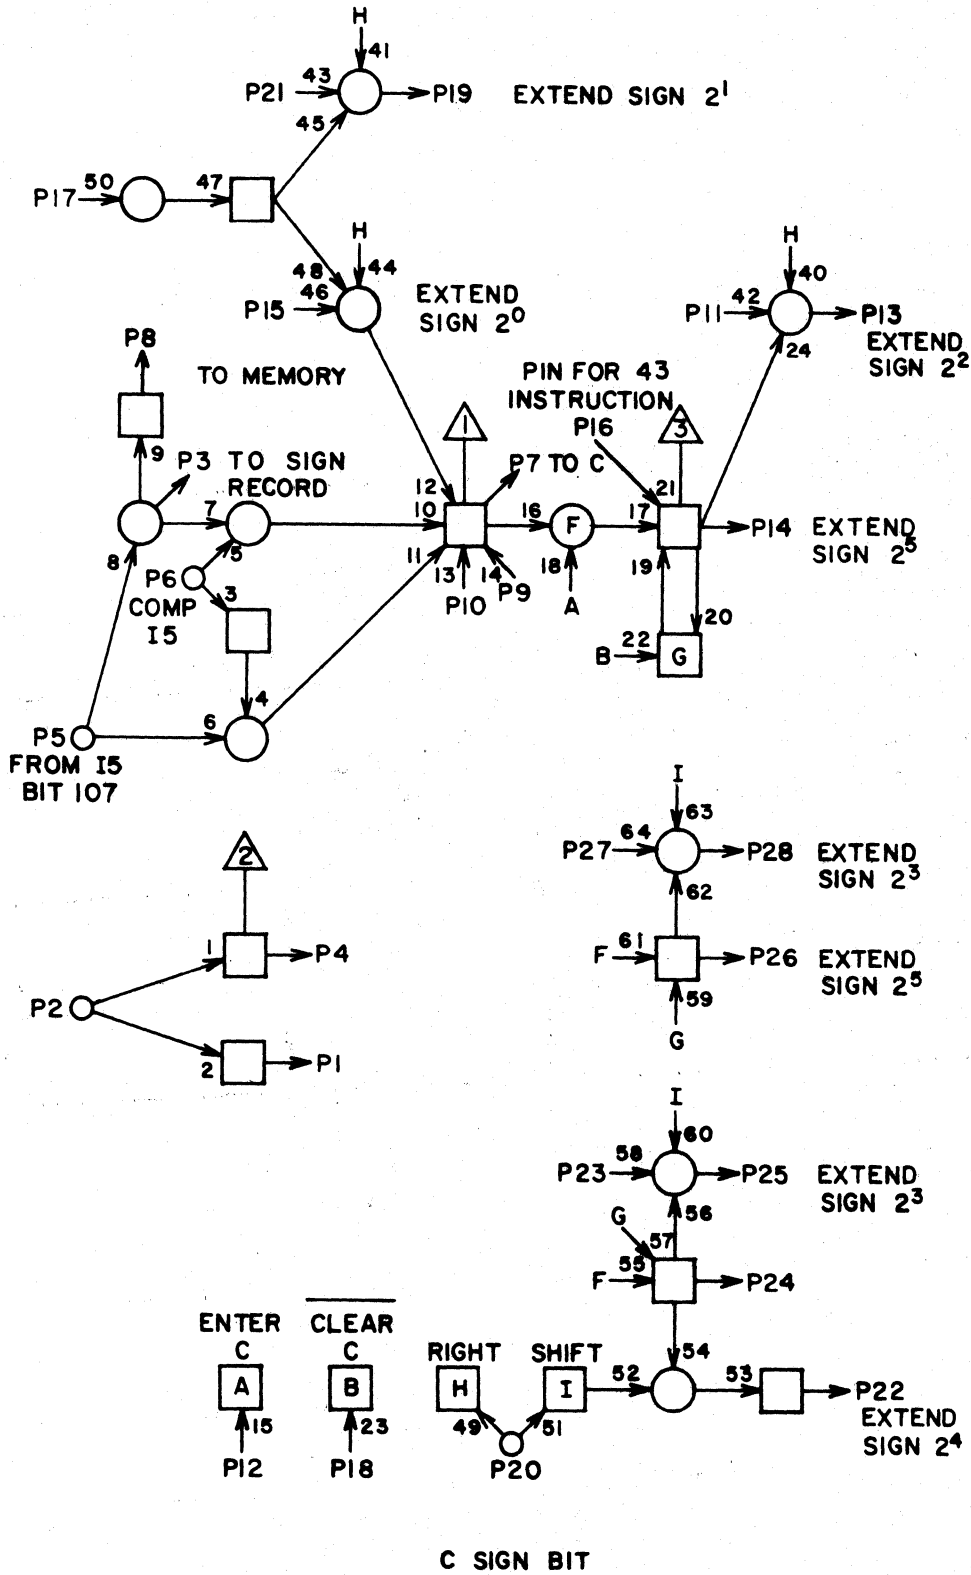 H
41
P21 43 P19 EXTEND SIGN 2¹
45
P17 50 47
H
48 44
P15 46 EXTEND
SIGN 2⁰
H
40
P11 42 P13
24 EXTEND
SIGN 2²
P8
TO MEMORY
PIN FOR 43
INSTRUCTION
P16
1
3
9
P3 TO SIGN
RECORD
P7 TO C
12
21
7 10 16 F 17 P14 EXTEND
SIGN 2⁵
8 5 11 13 14 18 19
P6
COMP
I5
3
P10 P9 A
20
B 22 G
4
P5 6
FROM I5
BIT 107
I
63
P27 64 P28 EXTEND
SIGN 2³
62
2
1 P4
F 61 P26 EXTEND
SIGN 2⁵
59
G
P2
2 P1
I
60
P23 58 P25 EXTEND
SIGN 2³
56
G
57
F 55 P24
54
ENTER
C
A
15
P12
CLEAR
C
B
23
P18
RIGHT
H
49
SHIFT
I
51
P20
52 53 P22
EXTEND
SIGN 2⁴
C SIGN BIT